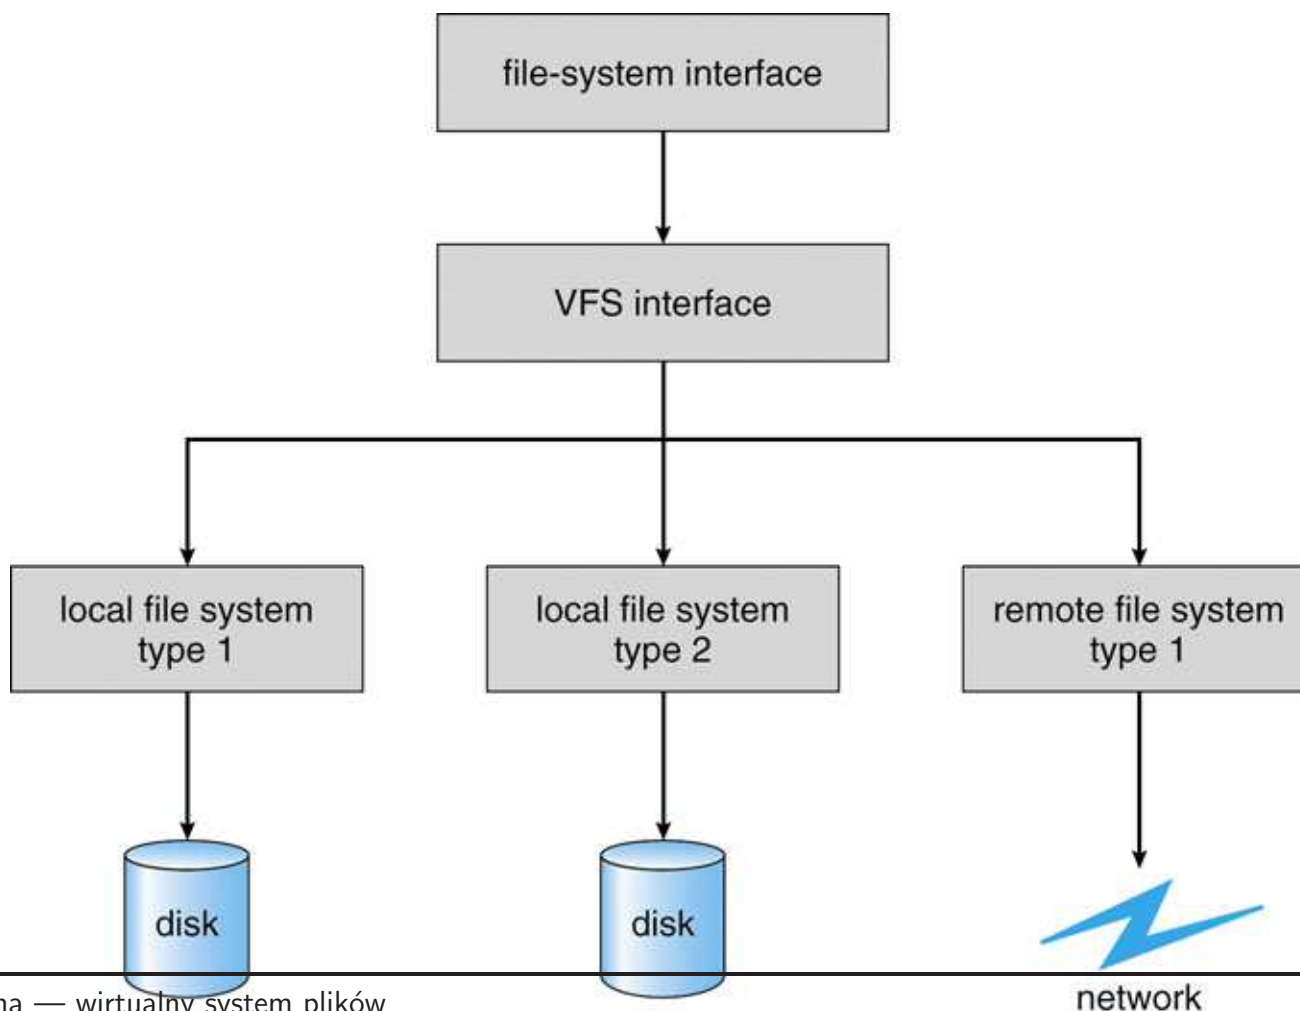 file-system interface
VFS interface
local file system
type 1
local file system
type 2
remote file system
type 1
disk
disk
network
— wirtualny system plików